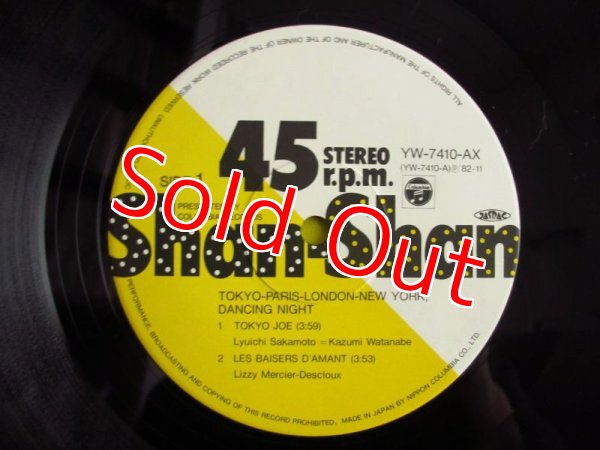 ALL RIGHTS OF THE MANUFACTURER AND OF THE OWNER OF THE RECORDED WORK RESERVED
45 STEREO
r.p.m.
YW-7410-AX
(YW-7410-A) Ⓟ '82·11
Columbia
JASRAC
Sold Out
Shan-Shan
TOKYO-PARIS-LONDON-NEW YORK,
DANCING NIGHT
1 TOKYO JOE (3:59)
Lyuichi Sakamoto = Kazumi Watanabe
2 LES BAISERS D'AMANT (3:53)
Lizzy Mercier-Descloux
PERFORMANCE, BROADCASTING AND COPYING OF THIS RECORD PROHIBITED. MADE IN JAPAN BY NIPPON COLUMBIA CO., LTD.